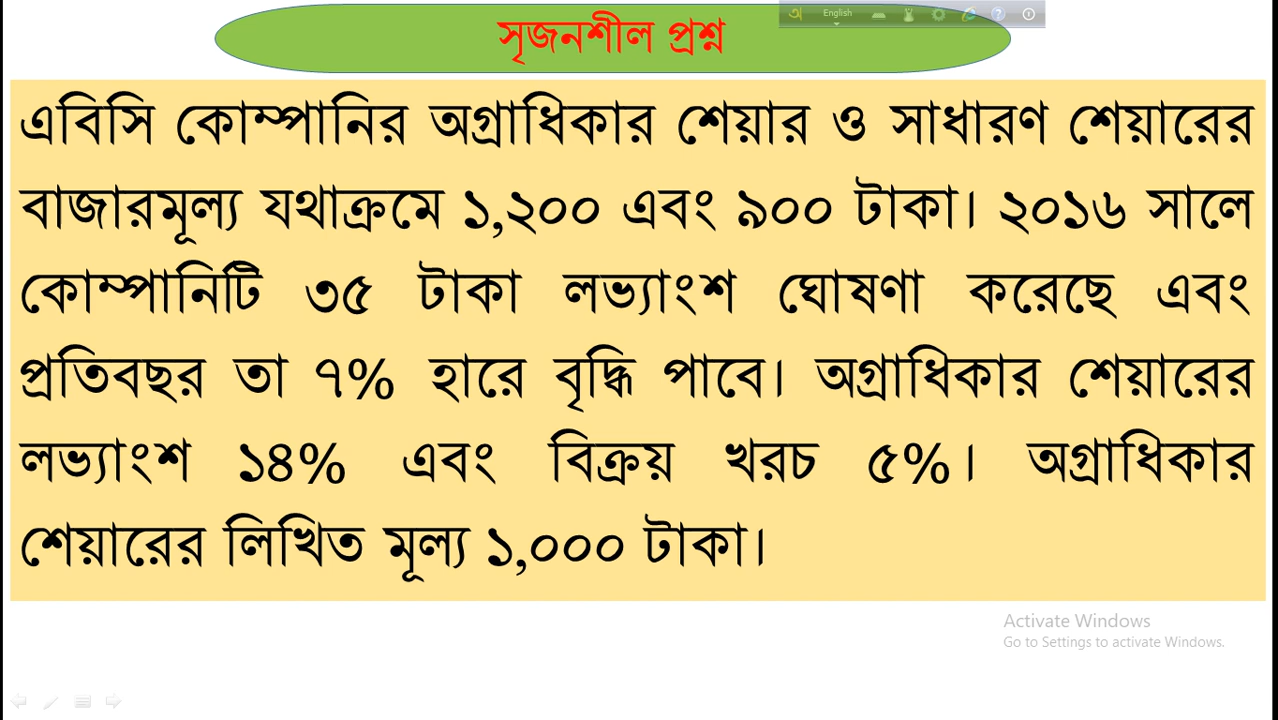 সৃজনশীল প্রশ্ন
English
এবিসি কোম্পানির অগ্রাধিকার শেয়ার ও সাধারণ শেয়ারের
বাজারমূল্য যথাক্রমে ১,২০০ এবং ৯০০ টাকা। ২০১৬ সালে
কোম্পানিটি ৩৫ টাকা লভ্যাংশ ঘোষণা করেছে এবং
প্রতিবছর তা ৭% হারে বৃদ্ধি পাবে। অগ্রাধিকার শেয়ারের
লভ্যাংশ ১৪% এবং বিক্রয় খরচ ৫%। অগ্রাধিকার
শেয়ারের লিখিত মূল্য ১,০০০ টাকা।
Activate Windows
Go to Settings to activate Windows.